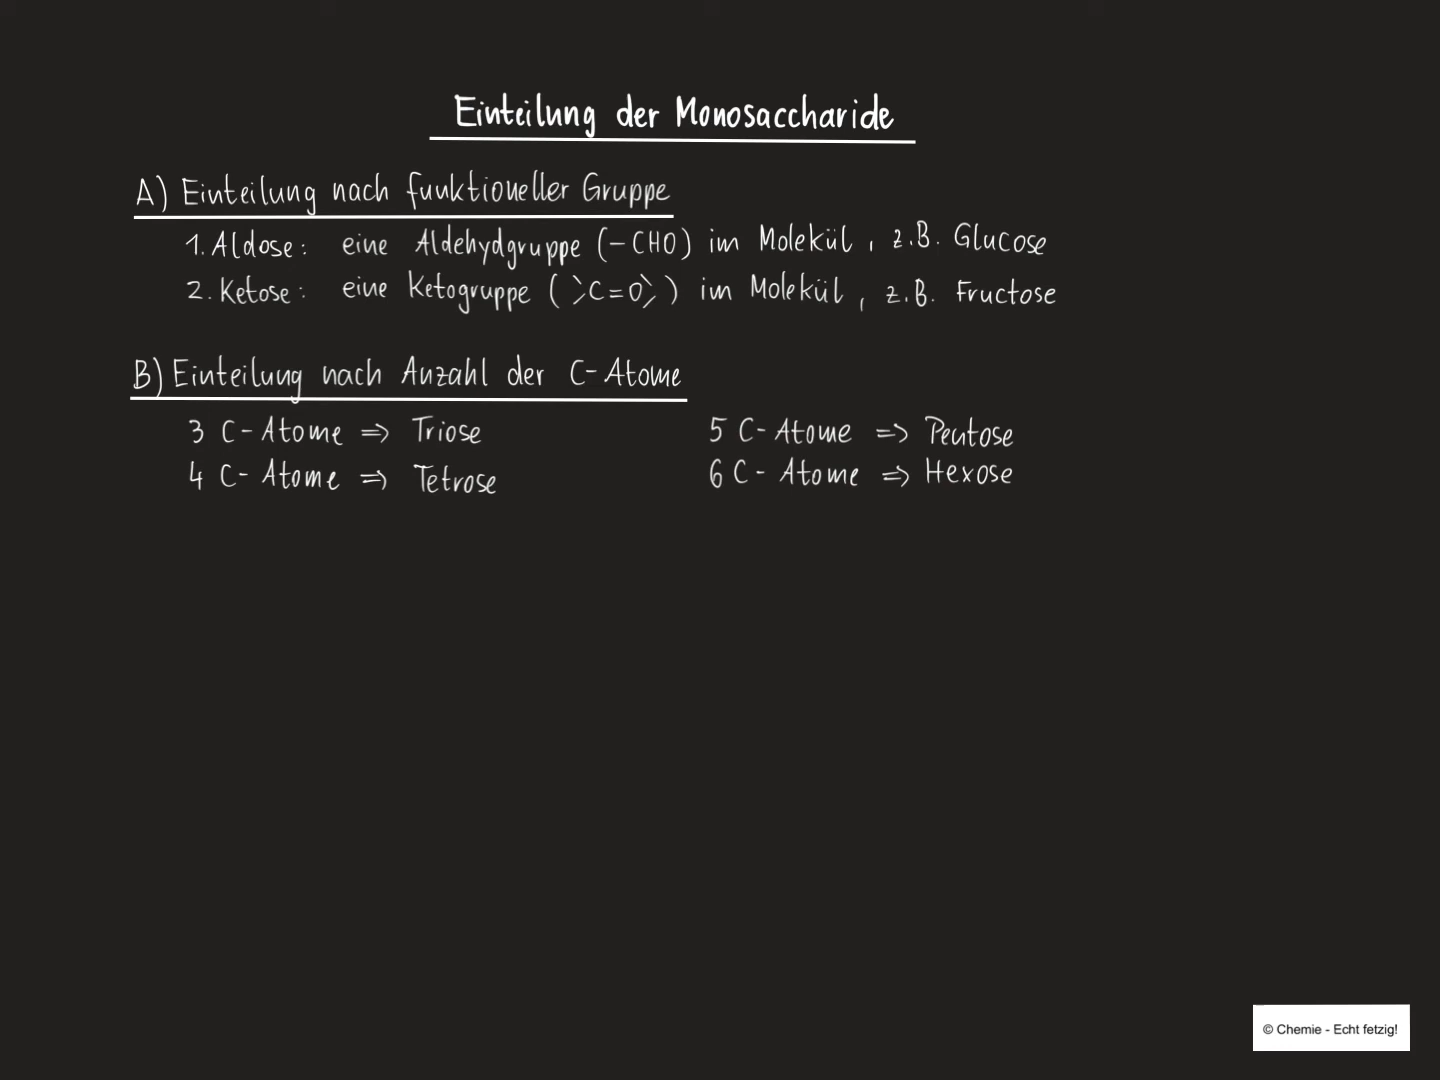 Einteilung der Monosaccharide
A) Einteilung nach funktioneller Gruppe
1. Aldose: eine Aldehydgruppe (-CHO) im Molekül, z.B. Glucose
2. Ketose: eine Ketogruppe (〉C=O〉) im Molekül, z.B. Fructose
B) Einteilung nach Anzahl der C-Atome
3 C-Atome ⇒ Triose
4 C-Atome ⇒ Tetrose
5 C-Atome ⇒ Pentose
6 C-Atome ⇒ Hexose
© Chemie - Echt fetzig!